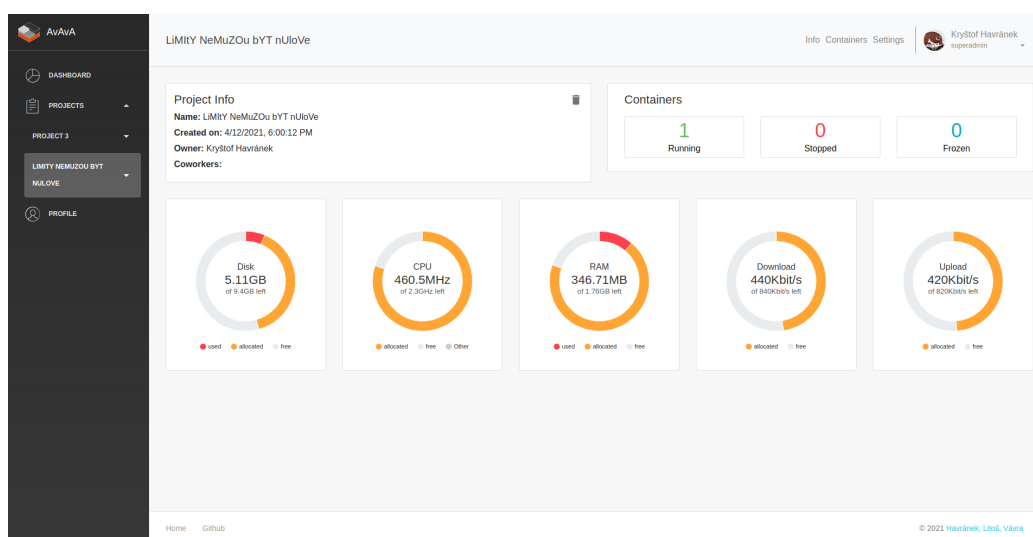 AvAvA
DASHBOARD
PROJECTS
PROJECT 3
LIMITY NEMUZOU BYT
NULOVE
PROFILE
LiMItY NeMuZOu bYT nUloVe
Info Containers Settings
Kryštof Havránek
superadmin
Project Info
Name: LiMItY NeMuZOu bYT nUloVe
Created on: 4/12/2021, 6:00:12 PM
Owner: Kryštof Havránek
Coworkers:
Containers
1
Running
0
Stopped
0
Frozen
Disk
5.11GB
of 9.4GB left
used allocated free
CPU
460.5MHz
of 2.3GHz left
allocated free Other
RAM
346.71MB
of 1.76GB left
used allocated free
Download
440Kbit/s
of 840Kbit/s left
allocated free
Upload
420Kbit/s
of 820Kbit/s left
allocated free
Home Github
© 2021 Havránek, Litoš, Vávra